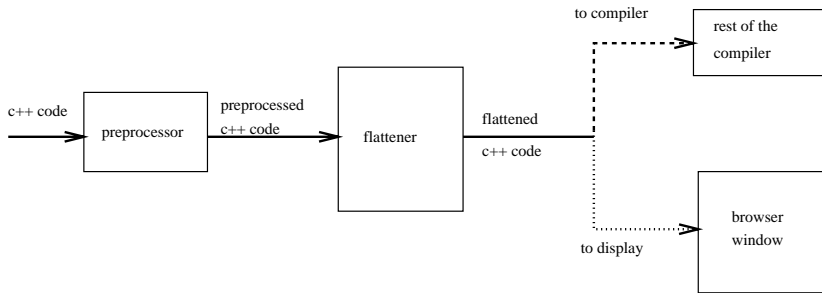 to compiler
rest of the
compiler
c++ code
preprocessor
preprocessed
c++ code
flattener
flattened
c++ code
browser
window
to display